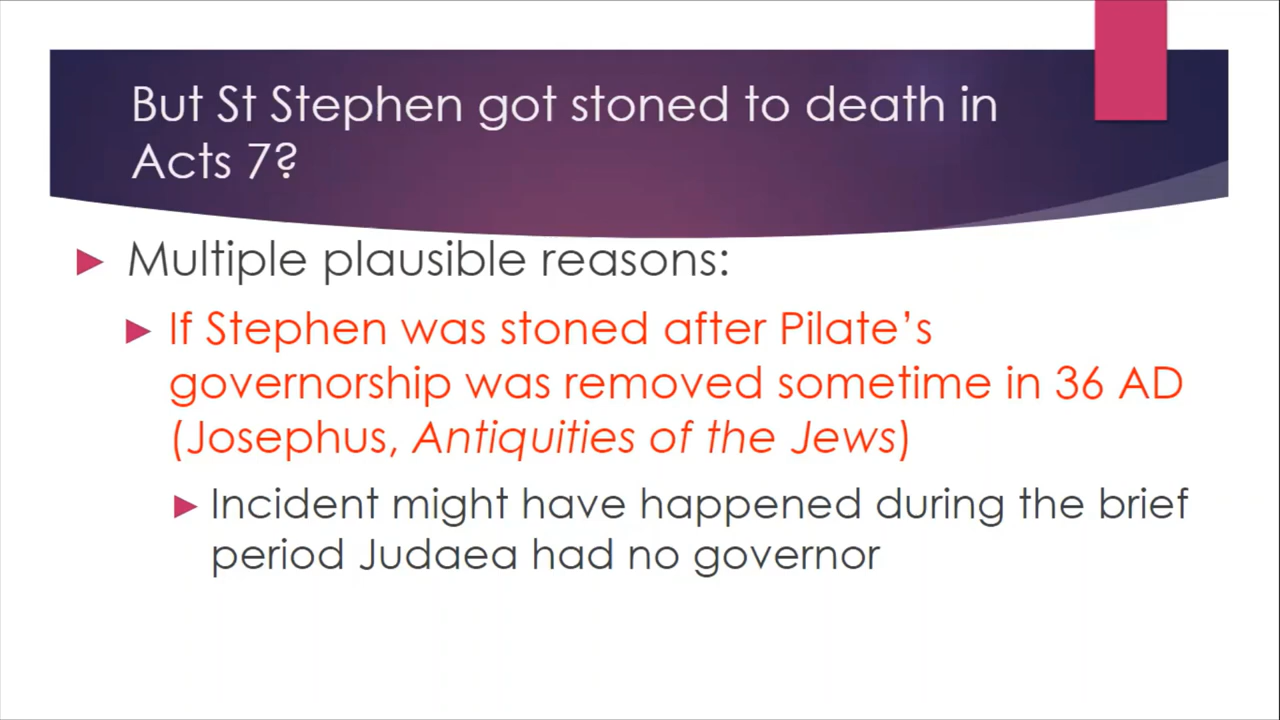 But St Stephen got stoned to death in
Acts 7?
Multiple plausible reasons:
If Stephen was stoned after Pilate’s
governorship was removed sometime in 36 AD
(Josephus, Antiquities of the Jews)
Incident might have happened during the brief
period Judaea had no governor